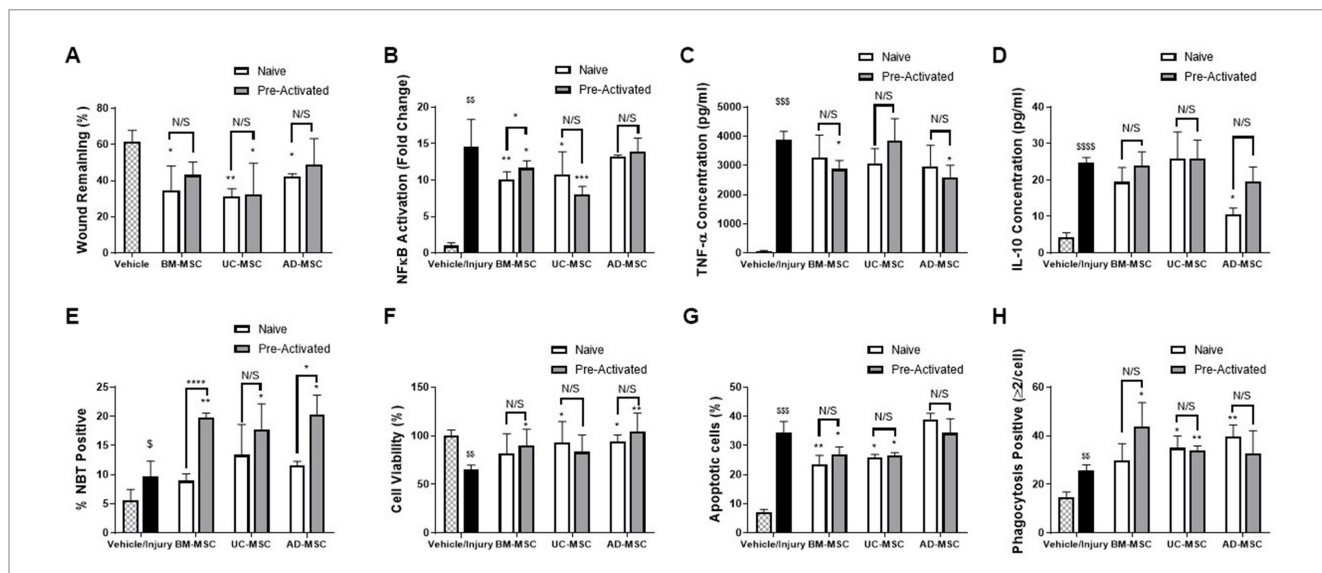 A
Naive
Pre-Activated
Wound Remaining (%)
80
60
40
20
0
N/S
N/S
N/S
*
**
*
*
Vehicle
BM-MSC
UC-MSC
AD-MSC
B
Naive
Pre-Activated
NFκB Activation (Fold Change)
20
15
10
5
0
$$
*
N/S
N/S
**
*
*
***
Vehicle/Injury
BM-MSC
UC-MSC
AD-MSC
C
Naive
Pre-Activated
TNF-α Concentration (pg/ml)
5000
4000
3000
2000
1000
0
$$$
N/S
N/S
N/S
*
*
Vehicle/Injury
BM-MSC
UC-MSC
AD-MSC
D
Naive
Pre-Activated
IL-10 Concentration (pg/ml)
40
30
20
10
0
$$$$
N/S
N/S
N/S
*
Vehicle/Injury
BM-MSC
UC-MSC
AD-MSC
E
Naive
Pre-Activated
% NBT Positive
25
20
15
10
5
0
$
****
N/S
*
**
*
*
Vehicle/Injury
BM-MSC
UC-MSC
AD-MSC
F
Naive
Pre-Activated
Cell Viability (%)
150
100
50
0
$$
N/S
N/S
N/S
*
*
*
**
Vehicle/Injury
BM-MSC
UC-MSC
AD-MSC
G
Naive
Pre-Activated
Apoptotic cells (%)
50
40
30
20
10
0
$$$
N/S
N/S
N/S
**
*
*
*
Vehicle/Injury
BM-MSC
UC-MSC
AD-MSC
H
Naive
Pre-Activated
Phagocytosis Positive (≥2/cell)
60
40
20
0
$$
N/S
N/S
N/S
*
*
**
**
Vehicle/Injury
BM-MSC
UC-MSC
AD-MSC